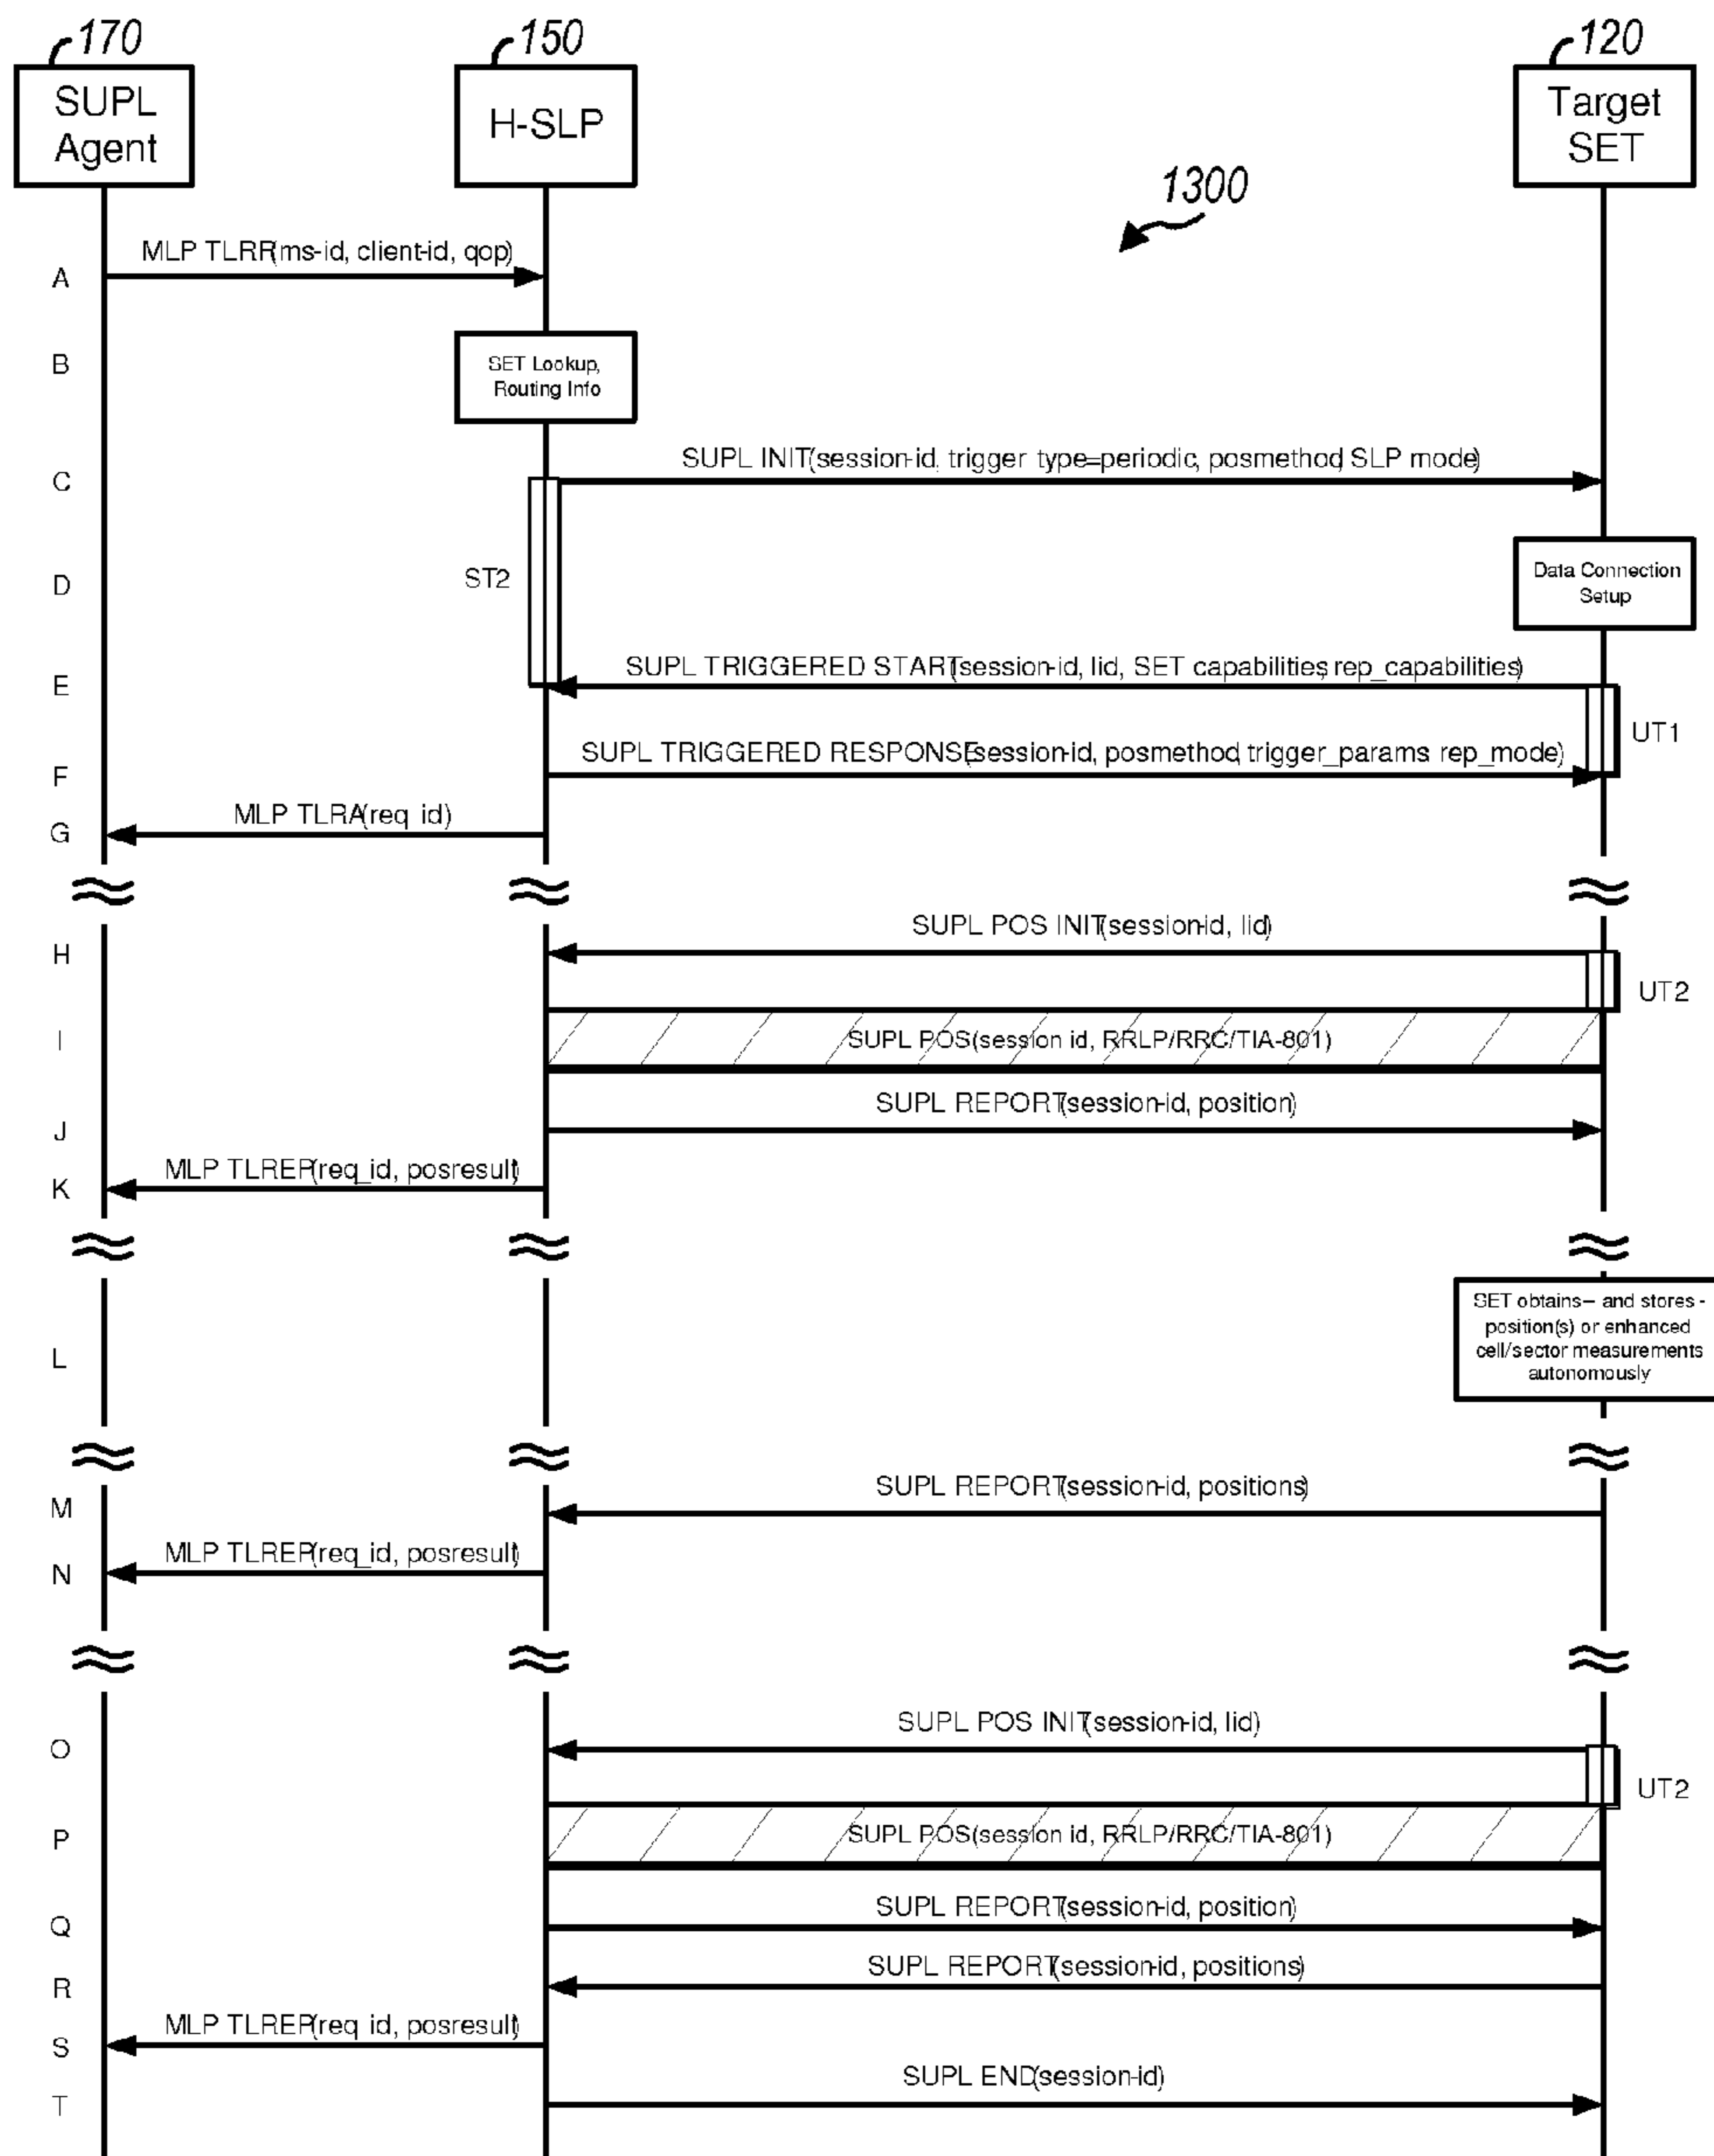 170
150
120
SUPL
Agent
H-SLP
Target
SET
1300
MLP TLRR(ms-id, client-id, qop)
A
B
SET Lookup,
Routing Info
SUPL INIT(session-id, trigger type=periodic, posmethod, SLP mode)
C
D
ST2
Data Connection
Setup
SUPL TRIGGERED START(session-id, lid, SET capabilities, rep_capabilities)
E
UT1
SUPL TRIGGERED RESPONSE(session-id, posmethod, trigger_params rep_mode)
F
MLP TLRA(req id)
G
SUPL POS INIT(session-id, lid)
H
UT2
I
SUPL POS(session id, RRLP/RRC/TIA-801)
SUPL REPORT(session-id, position)
J
MLP TLREP(req_id, posresult)
K
SET obtains – and stores -
position(s) or enhanced
cell/sector measurements
autonomously
L
SUPL REPORT(session-id, positions)
M
MLP TLREP(req_id, posresult)
N
SUPL POS INIT(session-id, lid)
O
UT2
P
SUPL POS(session id, RRLP/RRC/TIA-801)
SUPL REPORT(session-id, position)
Q
SUPL REPORT(session-id, positions)
R
MLP TLREP(req id, posresult)
S
SUPL END(session-id)
T